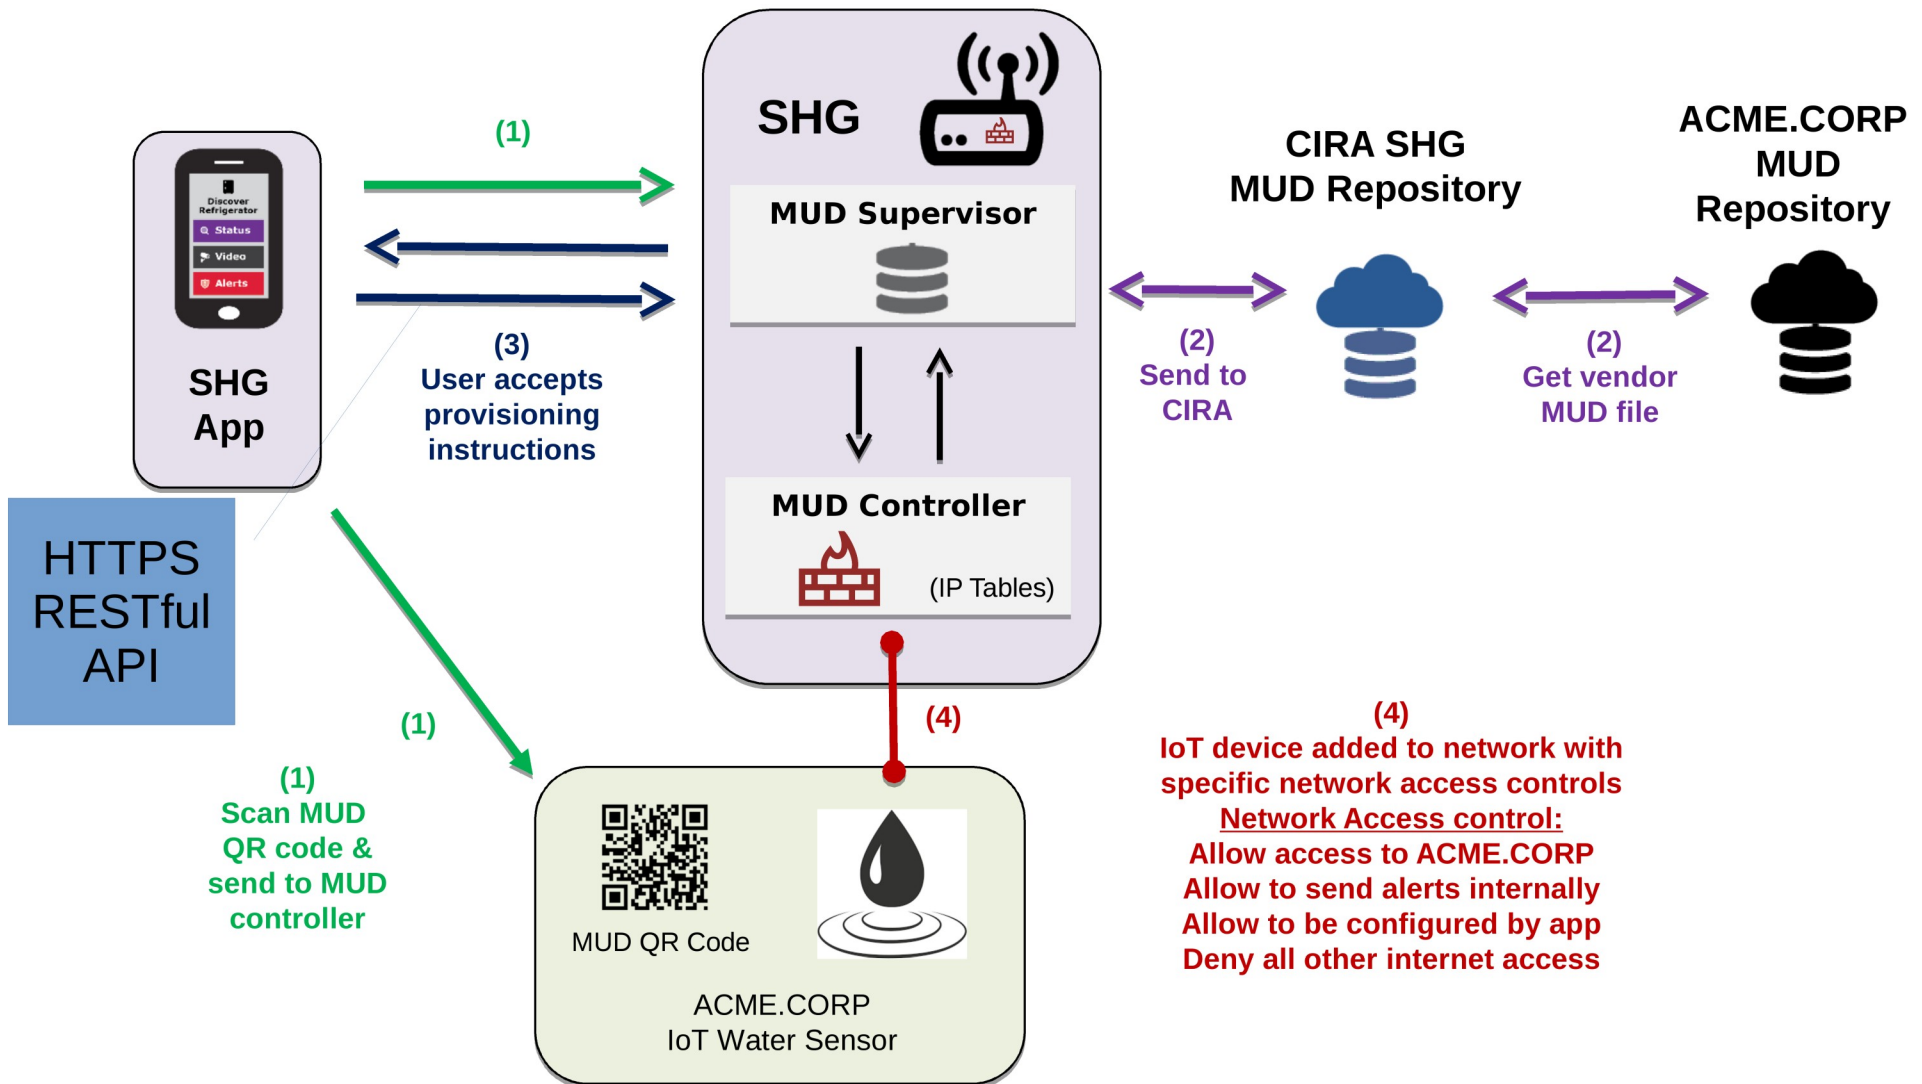 SHG
MUD Supervisor
MUD Controller
(IP Tables)
(1)
Discover
Refrigerator
Status
Video
Alerts
SHG
App
(3)
User accepts
provisioning
instructions
HTTPS
RESTful
API
CIRA SHG
MUD Repository
ACME.CORP
MUD
Repository
(2)
Send to
CIRA
(2)
Get vendor
MUD file
(1)
(1)
Scan MUD
QR code &
send to MUD
controller
(4)
MUD QR Code
ACME.CORP
IoT Water Sensor
(4)
IoT device added to network with
specific network access controls
Network Access control:
Allow access to ACME.CORP
Allow to send alerts internally
Allow to be configured by app
Deny all other internet access